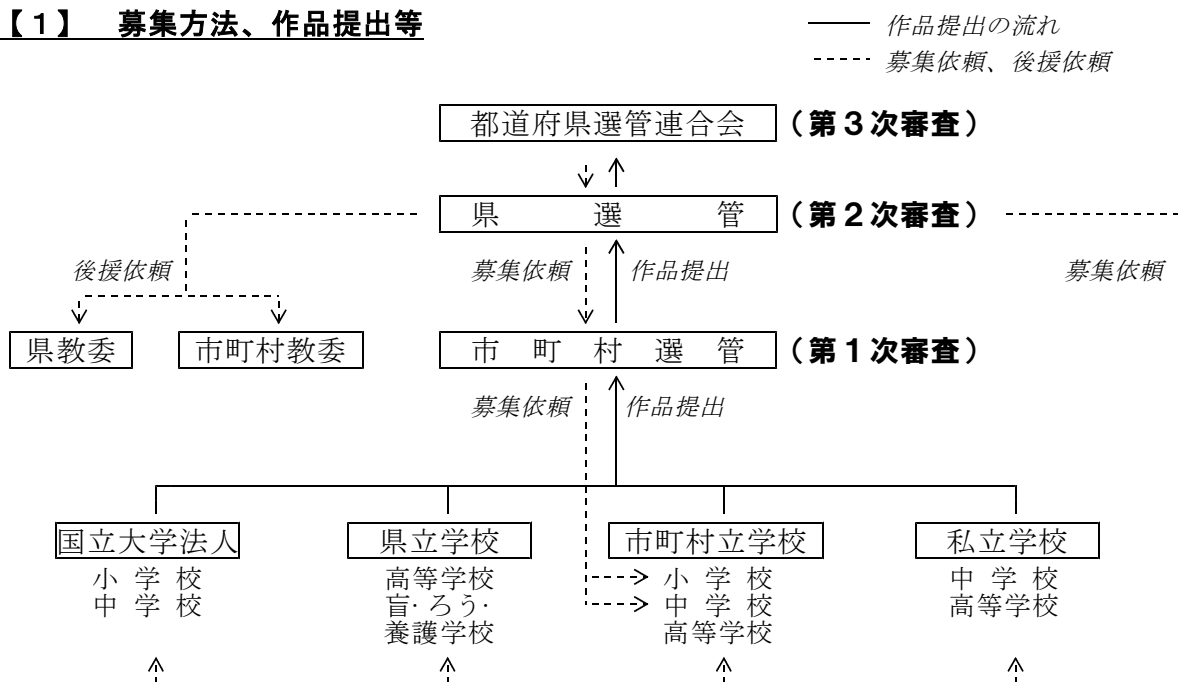 【１】　募集方法、作品提出等
作品提出の流れ
募集依頼、後援依頼
都道府県選管連合会　（第３次審査）
県　選　管　（第２次審査）
後援依頼　募集依頼　作品提出　募集依頼
県教委　市町村教委　市町村選管　（第１次審査）
募集依頼　作品提出
国立大学法人　県立学校　市町村立学校　私立学校
小学校　高等学校　小学校　中学校
中学校　盲・ろう・　中学校　高等学校
養護学校　高等学校